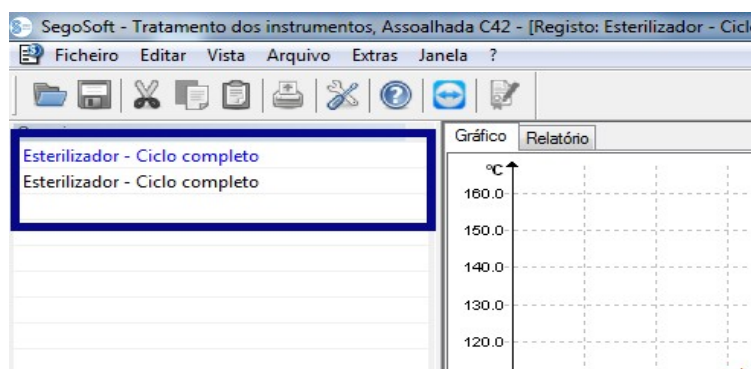 SegoSoft - Tratamento dos instrumentos, Assoalhada C42 - [Registo: Esterilizador - Cicl
Ficheiro Editar Vista Arquivo Extras Janela ?
Gráfico Relatório
Esterilizador - Ciclo completo
Esterilizador - Ciclo completo
°C
160.0
150.0
140.0
130.0
120.0